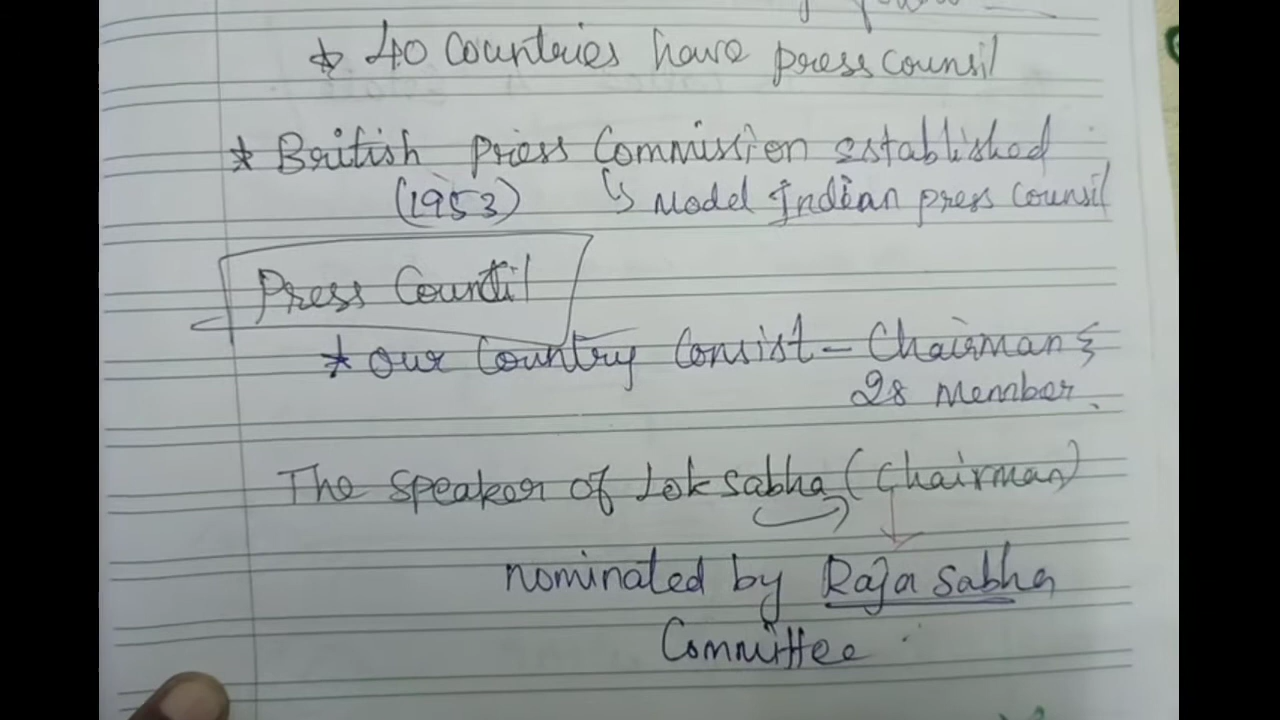 * 40 Countries have press counsil
* British priess Commission established
(1953) ↳ Model Indian press Counsil
Press Council
* Our Country Consist - Chairman &
28 Member.
The speaker of Lok sabha (Chairman)
nominated by Raja sabha
Committee